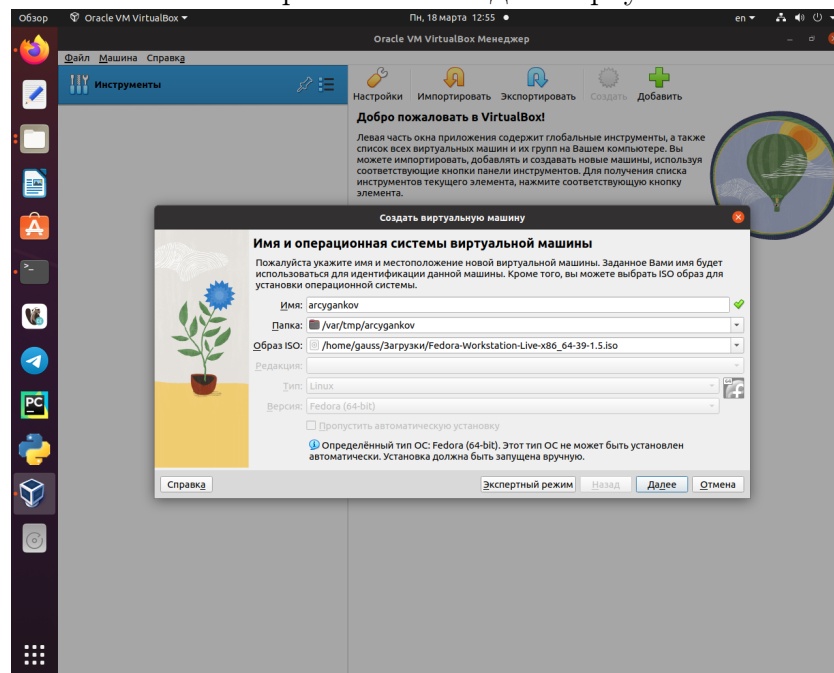 Обзор
Oracle VM VirtualBox
Пн, 18 марта 12:55
en
Oracle VM VirtualBox Менеджер
Файл Машина Справка
Инструменты
Настройки Импортировать Экспортировать Создать Добавить
Добро пожаловать в VirtualBox!
Левая часть окна приложения содержит глобальные инструменты, а также
список всех виртуальных машин и их групп на Вашем компьютере. Вы
можете импортировать, добавлять и создавать новые машины, используя
соответствующие кнопки панели инструментов. Для получения списка
инструментов текущего элемента, нажмите соответствующую кнопку
элемента.
Создать виртуальную машину
Имя и операционная системы виртуальной машины
Пожалуйста укажите имя и местоположение новой виртуальной машины. Заданное Вами имя будет
использоваться для идентификации данной машины. Кроме того, вы можете выбрать ISO образ для
установки операционной системы.
Имя: arcygankov
Папка: /var/tmp/arcygankov
Образ ISO: /home/gauss/Загрузки/Fedora-Workstation-Live-x86_64-39-1.5.iso
Редакция:
Тип: Linux
Версия: Fedora (64-bit)
Пропустить автоматическую установку
Определённый тип ОС: Fedora (64-bit). Этот тип ОС не может быть установлен
автоматически. Установка должна быть запущена вручную.
Справка Экспертный режим Назад Далее Отмена
PC